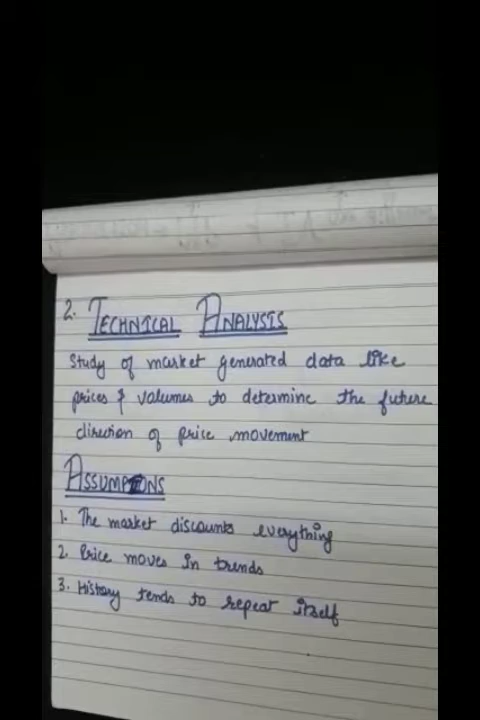 2. TECHNICAL ANALYSIS
Study of market generated data like
prices & volumes to determine the future
direction of price movement
ASSUMPTIONS
1. The market discounts everything
2. Price moves in trends
3. History tends to repeat itself